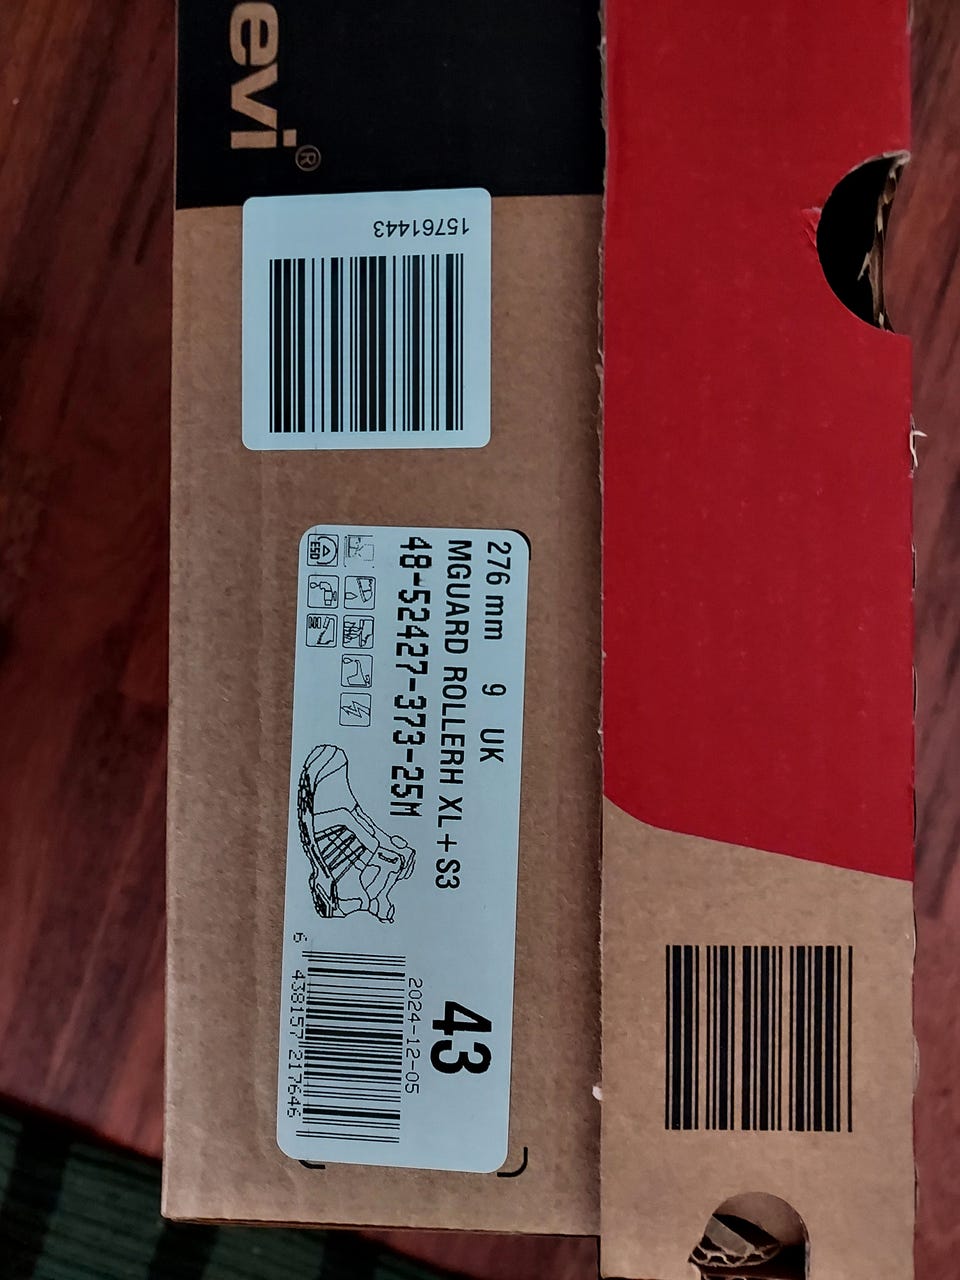 evi®
15761443
276 mm 9 UK
MGUARD ROLLERH XL+ S3
48-52427-373-25M
ESD
43
2024-12-05
6 438157 217646